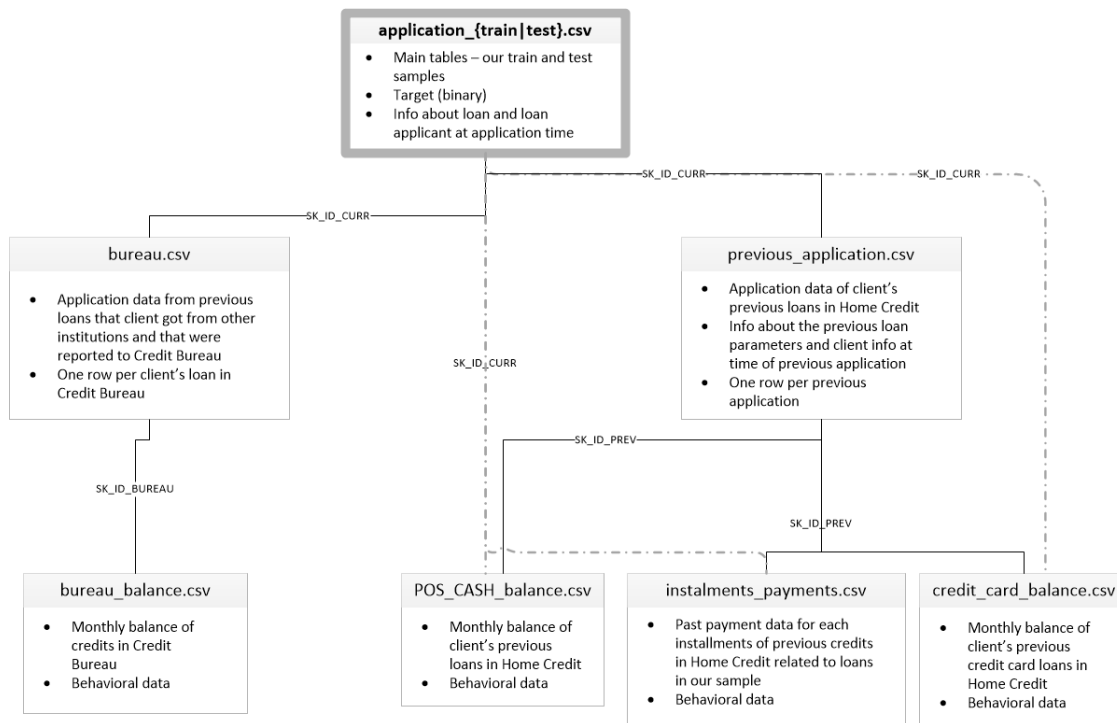 application_{train|test}.csv
• Main tables – our train and test
samples
• Target (binary)
• Info about loan and loan
applicant at application time
SK_ID_CURR
SK_ID_CURR
SK_ID_CURR
bureau.csv
• Application data from previous
loans that client got from other
institutions and that were
reported to Credit Bureau
• One row per client's loan in
Credit Bureau
SK_ID_CURR
previous_application.csv
• Application data of client's
previous loans in Home Credit
• Info about the previous loan
parameters and client info at
time of previous application
• One row per previous
application
SK_ID_PREV
SK_ID_BUREAU
SK_ID_PREV
bureau_balance.csv
• Monthly balance of
credits in Credit
Bureau
• Behavioral data
POS_CASH_balance.csv
• Monthly balance of
client's previous
loans in Home Credit
• Behavioral data
instalments_payments.csv
• Past payment data for each
installments of previous credits
in Home Credit related to loans
in our sample
• Behavioral data
credit_card_balance.csv
• Monthly balance of
client's previous
credit card loans in
Home Credit
• Behavioral data